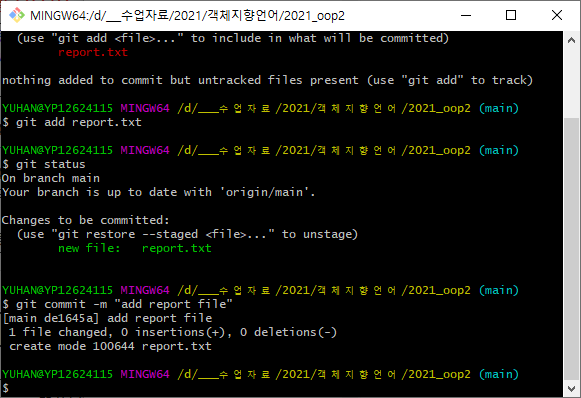 MINGW64:/d/___수업자료/2021/객체지향언어/2021_oop2
(use "git add <file>..." to include in what will be committed)
report.txt
nothing added to commit but untracked files present (use "git add" to track)
YUHAN@YP12624115 MINGW64 /d/___수업자료/2021/객체지향언어/2021_oop2 (main)
$ git add report.txt
YUHAN@YP12624115 MINGW64 /d/___수업자료/2021/객체지향언어/2021_oop2 (main)
$ git status
On branch main
Your branch is up to date with 'origin/main'.
Changes to be committed:
(use "git restore --staged <file>..." to unstage)
new file:   report.txt
YUHAN@YP12624115 MINGW64 /d/___수업자료/2021/객체지향언어/2021_oop2 (main)
$ git commit -m "add report file"
[main de1645a] add report file
1 file changed, 0 insertions(+), 0 deletions(-)
create mode 100644 report.txt
YUHAN@YP12624115 MINGW64 /d/___수업자료/2021/객체지향언어/2021_oop2 (main)
$